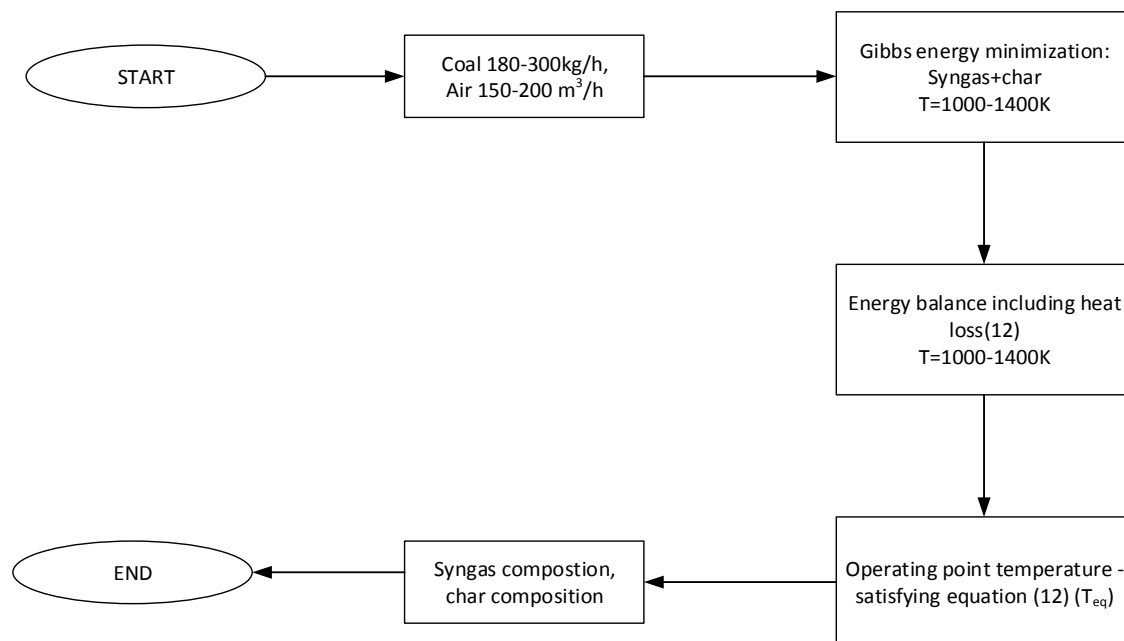 START
Coal 180-300kg/h,
Air 150-200 m³/h
Gibbs energy minimization:
Syngas+char
T=1000-1400K
Energy balance including heat
loss(12)
T=1000-1400K
Operating point temperature -
satisfying equation (12) (Teq)
Syngas compostion,
char composition
END